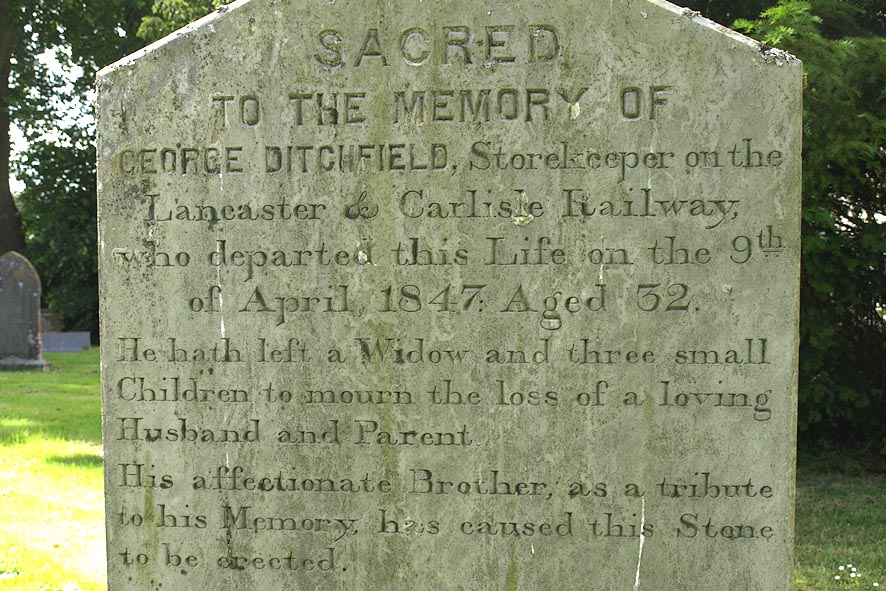 SACRED
TO THE MEMORY OF
GEORGE DITCHFIELD, Storekeeper on the
Lancaster & Carlisle Railway,
who departed this Life on the 9th
of April, 1847: Aged 32.
He hath left a Widow and three small
Children to mourn the loss of a loving
Husband and Parent.
His affectionate Brother, as a tribute
to his Memory, has caused this Stone
to be erected.